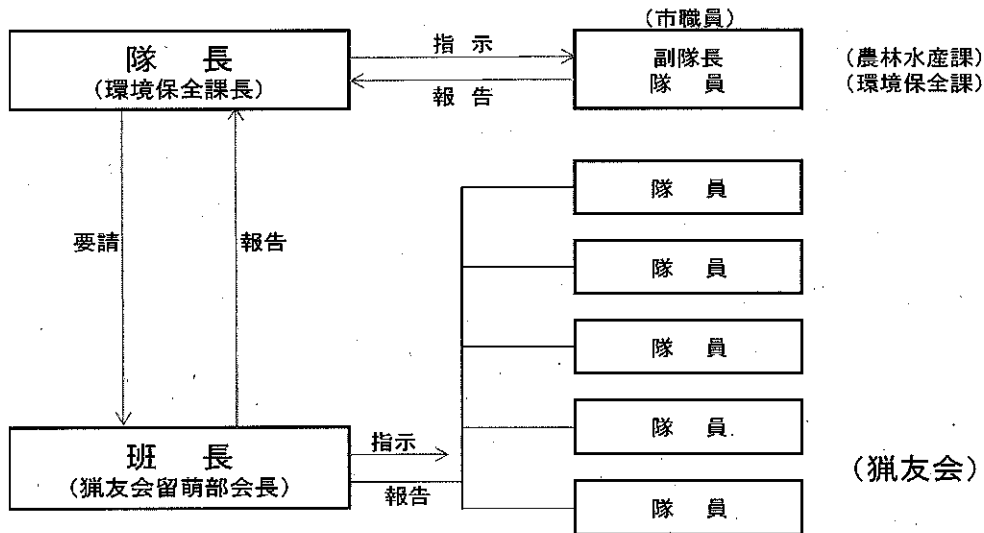 (市職員)
隊 長
(環境保全課長)
指 示
報 告
副隊長
隊 員
(農林水産課)
(環境保全課)
要請
報告
隊 員
隊 員
隊 員
隊 員
隊 員
班 長
(猟友会留萌部会長)
指示
報告
(猟友会)